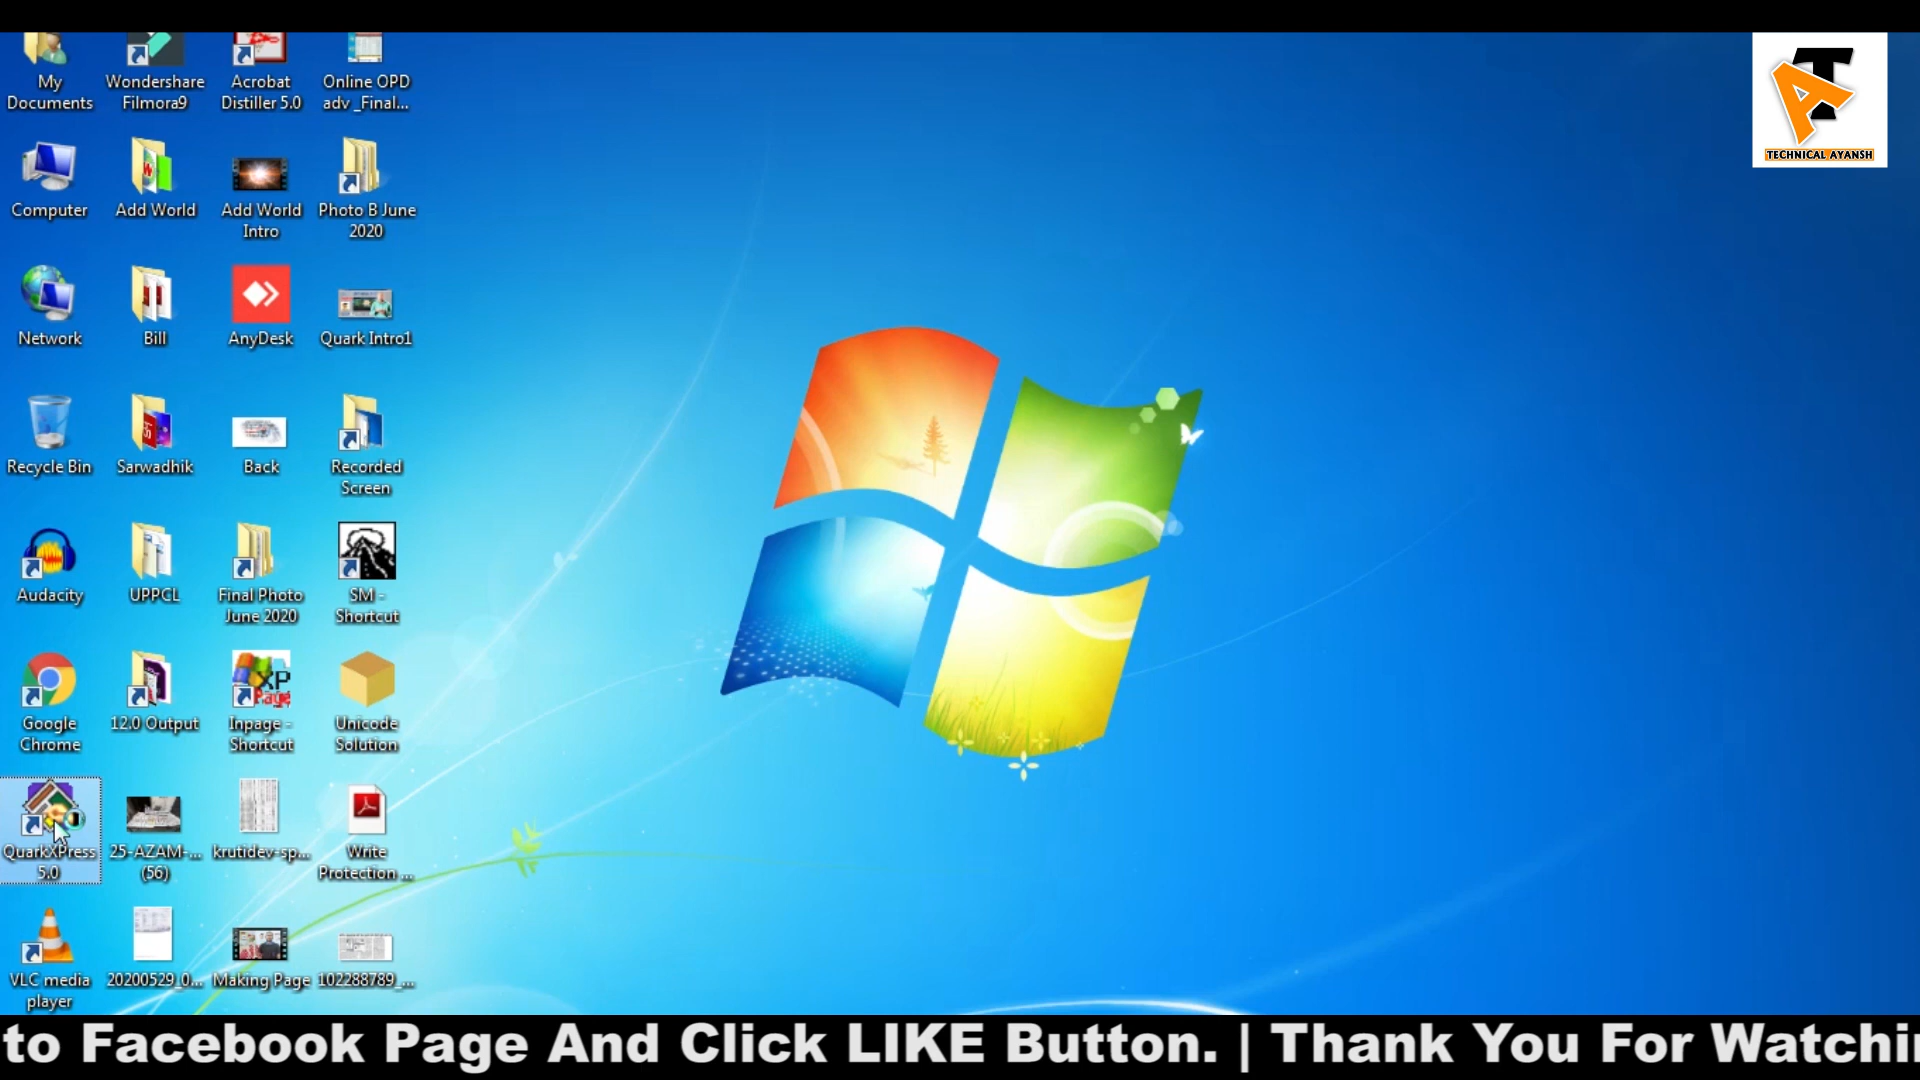 My
Documents
Wondershare
Filmora9
Acrobat
Distiller 5.0
Online OPD
adv _Final...
Computer
Add World
Add World
Intro
Photo B June
2020
Network
Bill
AnyDesk
Quark Intro1
Recycle Bin
Sarwadhik
Back
Recorded
Screen
Audacity
UPPCL
Final Photo
June 2020
SM -
Shortcut
Google
Chrome
12.0 Output
Inpage -
Shortcut
Unicode
Solution
QuarkXPress
5.0
25-AZAM-...
(56)
krutidev-sp...
Write
Protection ...
VLC media
player
20200529_0...
Making Page
102288789_...
AT
TECHNICAL AYANSH
to Facebook Page And Click LIKE Button. | Thank You For